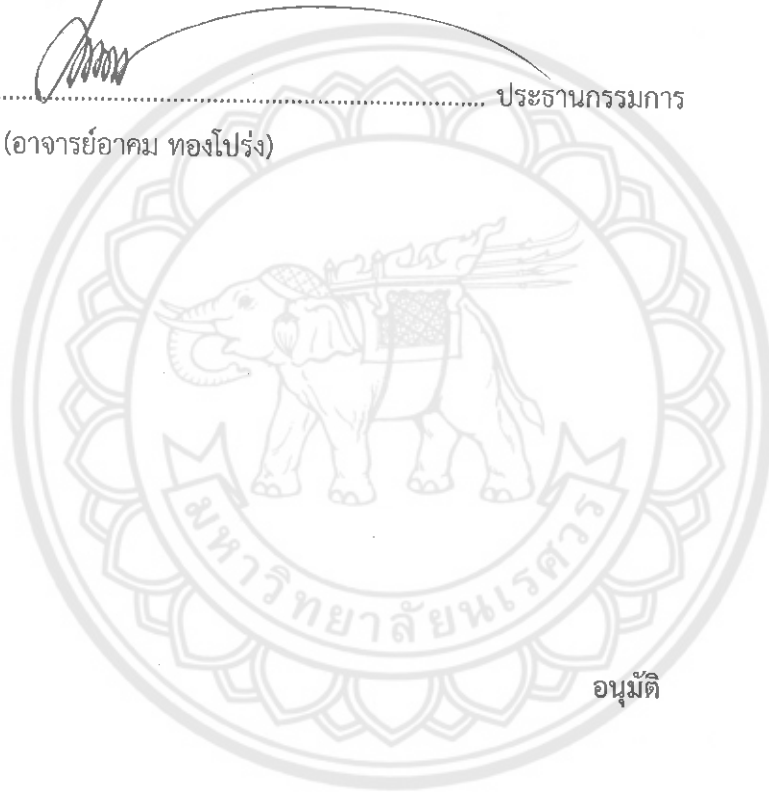 ................................................................ ประธานกรรมการ
(อาจารย์อาคม ทองโปร่ง)
มหาวิทยาลัยนเรศวร
อนุมัติ